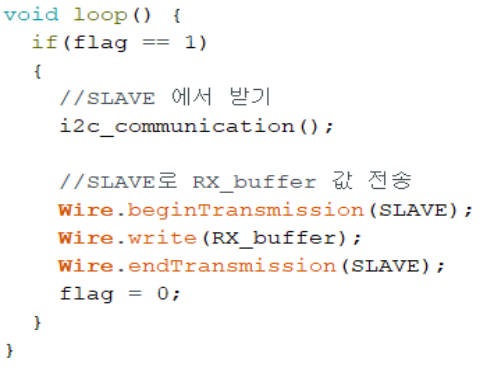 void loop() {
  if(flag == 1)
  {
    //SLAVE 에서 받기
    i2c_communication();

    //SLAVE로 RX_buffer 값 전송
    Wire.beginTransmission(SLAVE);
    Wire.write(RX_buffer);
    Wire.endTransmission(SLAVE);
    flag = 0;
  }
}